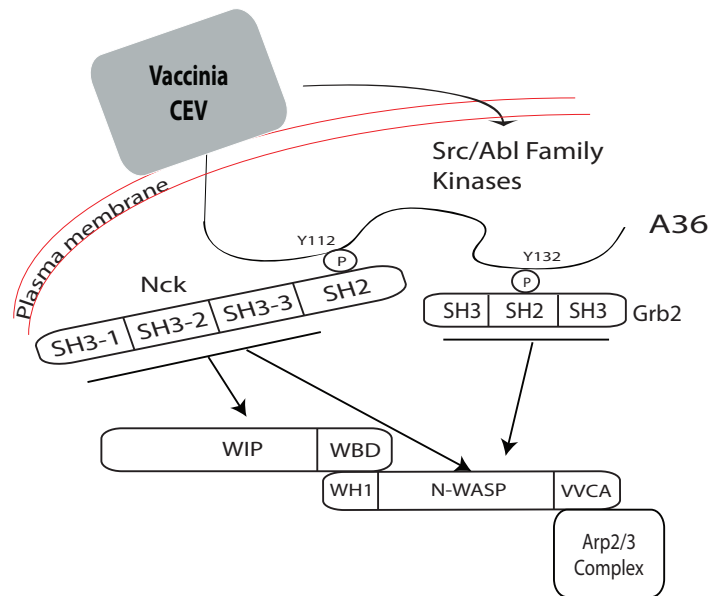 Vaccinia
CEV
Src/Abl Family
Kinases
Plasma membrane
A36
Y112
P
Y132
P
Nck
SH3-1
SH3-2
SH3-3
SH2
SH3
SH2
SH3
Grb2
WIP
WBD
WH1
N-WASP
VVCA
Arp2/3
Complex